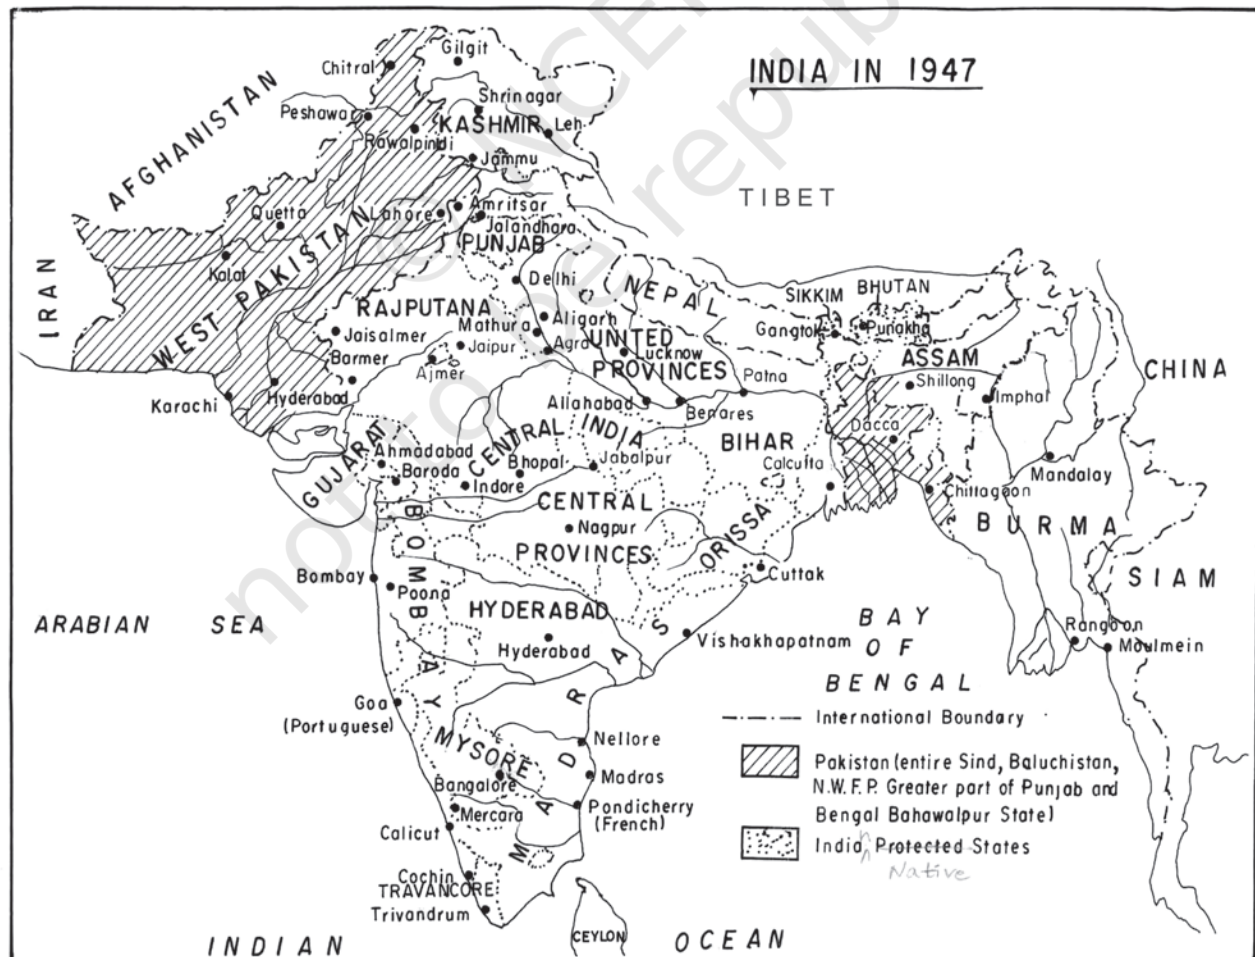 INDIA IN 1947
Gilgit
Chitral
Shrinagar
Peshawar
KASHMIR
Leh
Rawalpindi
Jammu
AFGHANISTAN
TIBET
Quetta
Lahore
Amritsar
Jalandhara
PUNJAB
Kalat
IRAN
WEST PAKISTAN
Delhi
NEPAL
SIKKIM
BHUTAN
RAJPUTANA
Mathura
Aligarh
Gangtok
Punakha
Jaisalmer
Jaipur
Agra
UNITED
PROVINCES
Lucknow
ASSAM
Barmer
Ajmer
Patna
Shillong
CHINA
Karachi
Hyderabad
Allahabad
Benares
Imphal
GUJARAT
CENTRAL INDIA
BIHAR
Dacca
Ahmadabad
Baroda
Bhopal
Jabalpur
Calcutta
Mandalay
Indore
CENTRAL
PROVINCES
Chittagoon
Nagpur
ORISSA
BURMA
BOMBAY
Cuttak
SIAM
Bombay
Poona
HYDERABAD
Hyderabad
Vishakhapatnam
ARABIAN SEA
BAY
OF
BENGAL
Rangoon
Moulmein
Goa
(Portuguese)
MADRAS
MYSORE
Nellore
Bangalore
Madras
Mercara
Pondicherry
(French)
Calicut
Cochin
TRAVANCORE
Trivandrum
CEYLON
INDIAN OCEAN
International Boundary
Pakistan (entire Sind, Baluchistan,
N.W.F.P. Greater part of Punjab and
Bengal Bahawalpur State)
India n Protected States
Native
not to be republ